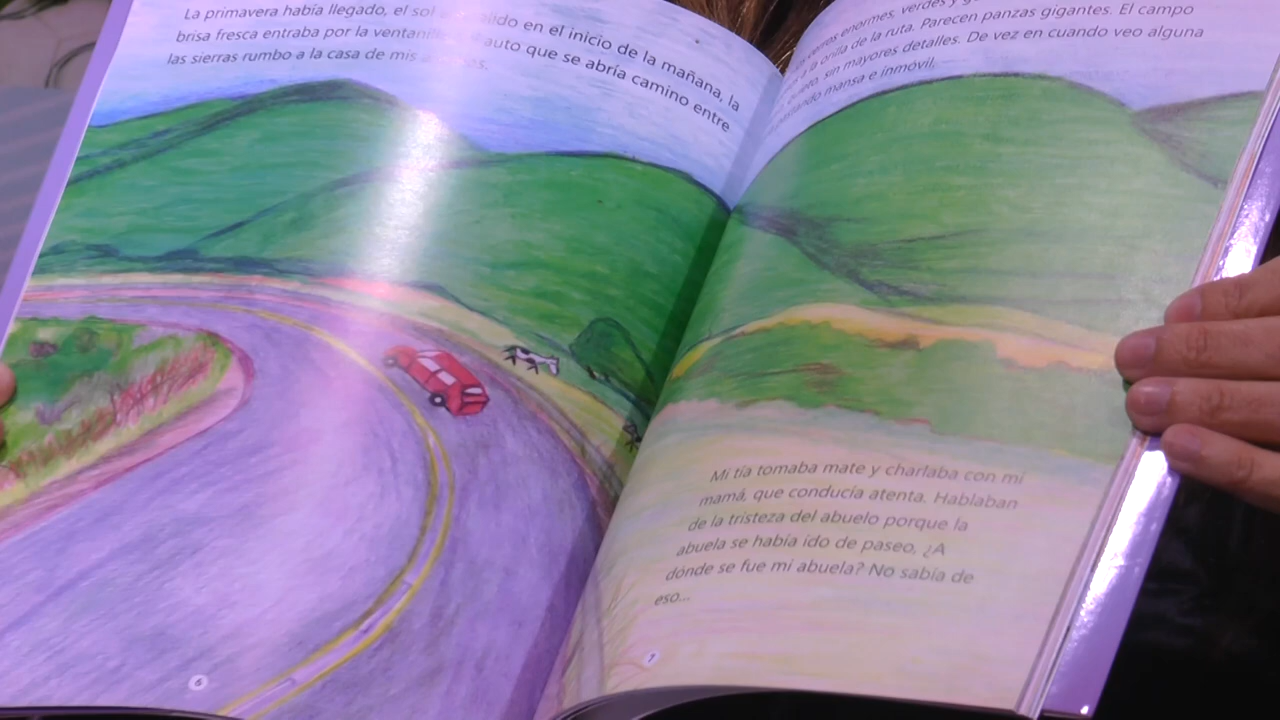 La primavera había llegado, el sol en el inicio de la mañana, la
brisa fresca entraba por la ventanilla auto que se abría camino entre
las sierras rumbo a la casa de mis
enormes, verdes y
a la orilla de la ruta. Parecen panzas gigantes. El campo
sin mayores detalles. De vez en cuando veo alguna
mansa e inmóvil.
Mi tía tomaba mate y charlaba con mi
mamá, que conducía atenta. Hablaban
de la tristeza del abuelo porque la
abuela se había ido de paseo, ¿A
dónde se fue mi abuela? No sabía de
eso...
6
7